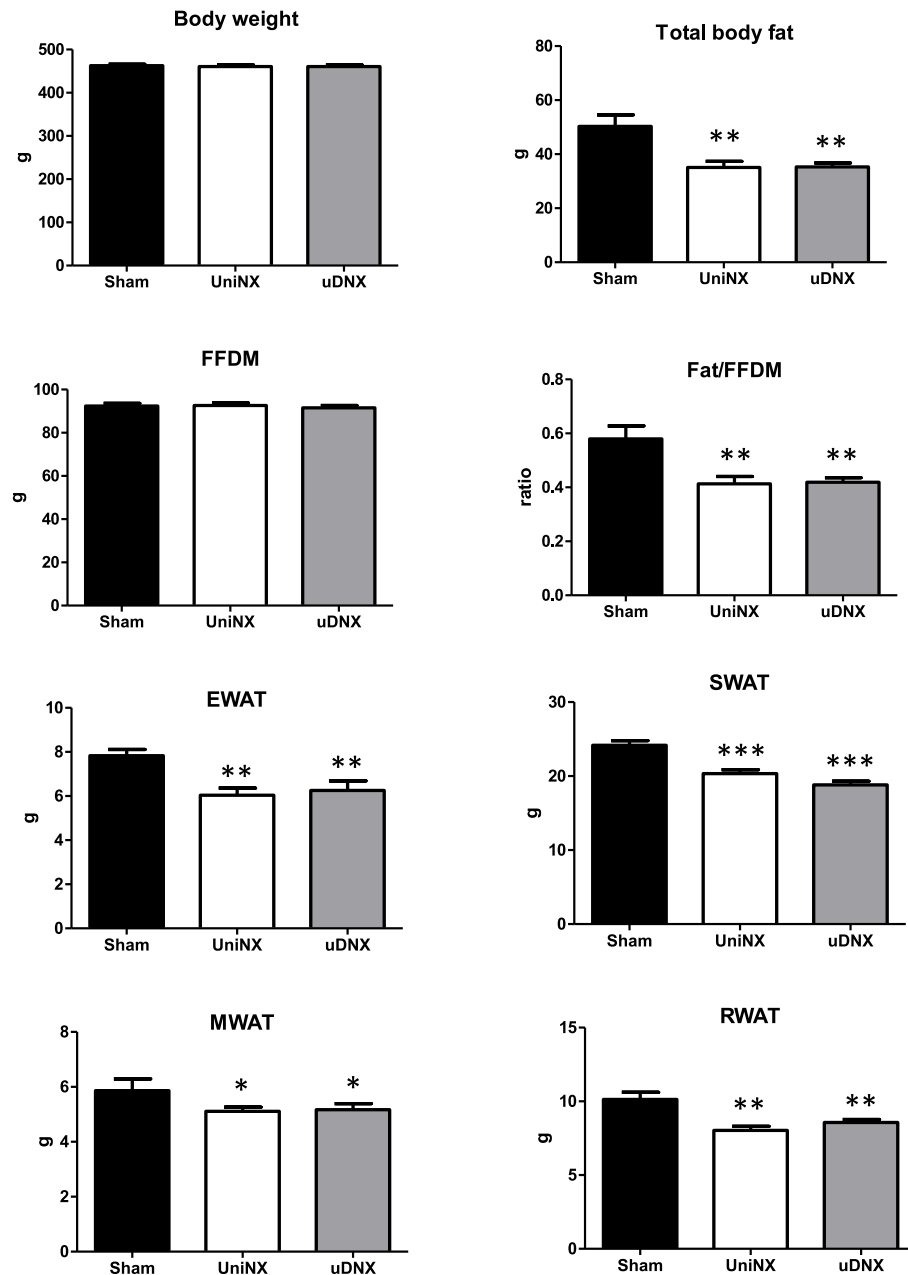 Body weight
500
400
300
200
100
0
g
Sham UniNX uDNX
Total body fat
80
60
40
20
0
g
** **
Sham UniNX uDNX
FFDM
100
80
60
40
20
0
g
Sham UniNX uDNX
Fat/FFDM
0.8
0.6
0.4
0.2
0.0
ratio
** **
Sham UniNX uDNX
EWAT
10
8
6
4
2
0
g
** **
Sham UniNX uDNX
SWAT
30
20
10
0
g
*** ***
Sham UniNX uDNX
MWAT
8
6
4
2
0
g
* *
Sham UniNX uDNX
RWAT
15
10
5
0
g
** **
Sham UniNX uDNX